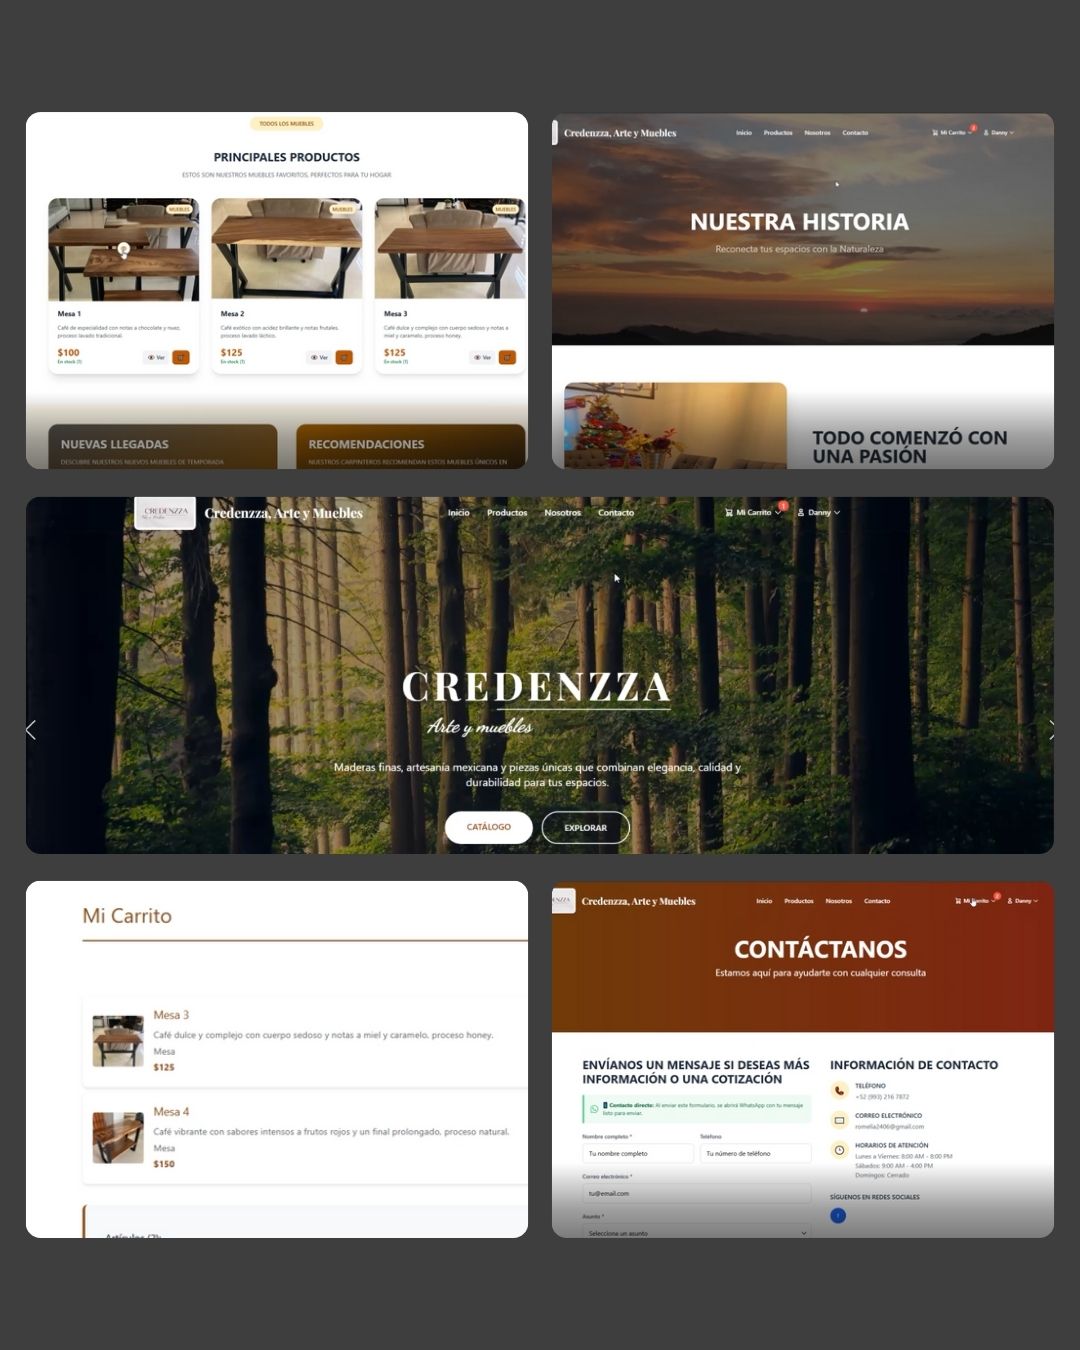 TODOS LOS MUEBLES
PRINCIPALES PRODUCTOS
ESTOS SON NUESTROS MUEBLES FAVORITOS, PERFECTOS PARA TU HOGAR
MUEBLES
MUEBLES
MUEBLES
Mesa 1
Café de especialidad con notas a chocolate y nuez,
proceso lavado tradicional.
$100
En stock (1)
Ver
Mesa 2
Café exótico con acidez brillante y notas frutales,
proceso lavado láctico.
$125
En stock (1)
Ver
Mesa 3
Café dulce y complejo con cuerpo sedoso y notas a
miel y caramelo, proceso honey.
$125
En stock (1)
Ver
NUEVAS LLEGADAS
DESCUBRE NUESTROS NUEVOS MUEBLES DE TEMPORADA
RECOMENDACIONES
NUESTROS CARPINTEROS RECOMIENDAN ESTOS MUEBLES ÚNICOS EN
Credenzza, Arte y Muebles
Inicio Productos Nosotros Contacto
Mi Carrito
Danny
NUESTRA HISTORIA
Reconecta tus espacios con la Naturaleza
TODO COMENZÓ CON
UNA PASIÓN
CREDENZZA
Credenzza, Arte y Muebles
Inicio Productos Nosotros Contacto
Mi Carrito
Danny
CREDENZZA
Arte y muebles
Maderas finas, artesanía mexicana y piezas únicas que combinan elegancia, calidad y
durabilidad para tus espacios.
CATÁLOGO
EXPLORAR
Mi Carrito
Mesa 3
Café dulce y complejo con cuerpo sedoso y notas a miel y caramelo, proceso honey.
Mesa
$125
Mesa 4
Café vibrante con sabores intensos a frutos rojos y un final prolongado, proceso natural.
Mesa
$150
Artículos (2):
Credenzza, Arte y Muebles
Inicio Productos Nosotros Contacto
Mi Carrito
Danny
CONTÁCTANOS
Estamos aquí para ayudarte con cualquier consulta
ENVÍANOS UN MENSAJE SI DESEAS MÁS
INFORMACIÓN O UNA COTIZACIÓN
Contacto directo: Al enviar este formulario, se abrirá WhatsApp con tu mensaje
listo para enviar.
Nombre completo *
Teléfono
Tu nombre completo
Tu número de teléfono
Correo electrónico *
tu@email.com
Asunto *
Selecciona un asunto
INFORMACIÓN DE CONTACTO
TELÉFONO
+52 (993) 216 7872
CORREO ELECTRÓNICO
romelia2406@gmail.com
HORARIOS DE ATENCIÓN
Lunes a Viernes: 8:00 AM - 8:00 PM
Sábados: 9:00 AM - 4:00 PM
Domingos: Cerrado
SÍGUENOS EN REDES SOCIALES